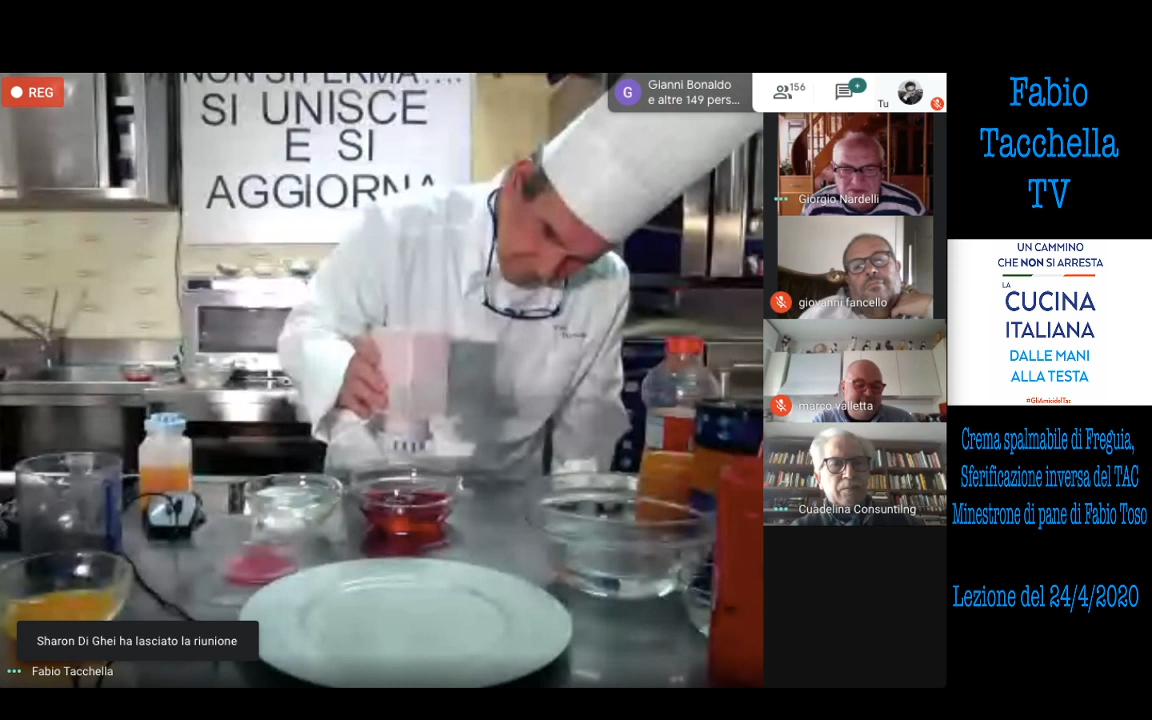 REG
NON SI FERMA....
SI UNISCE
E SI
AGGIORNA
G
Gianni Bonaldo
e altre 149 pers...
156
Tu
Giorgio Nardelli
giovanni fancello
marco valletta
Cuadelina Consuntilng
Sharon Di Ghei ha lasciato la riunione
Fabio Tacchella
Fabio
Tacchella
TV
UN CAMMINO
CHE NON SI ARRESTA
LA
CUCINA
ITALIANA
DALLE MANI
ALLA TESTA
#GliAmicidelTac
Crema spalmabile di Freguia,
Sferificazione inversa del TAC
Minestrone di pane di Fabio Toso
Lezione del 24/4/2020